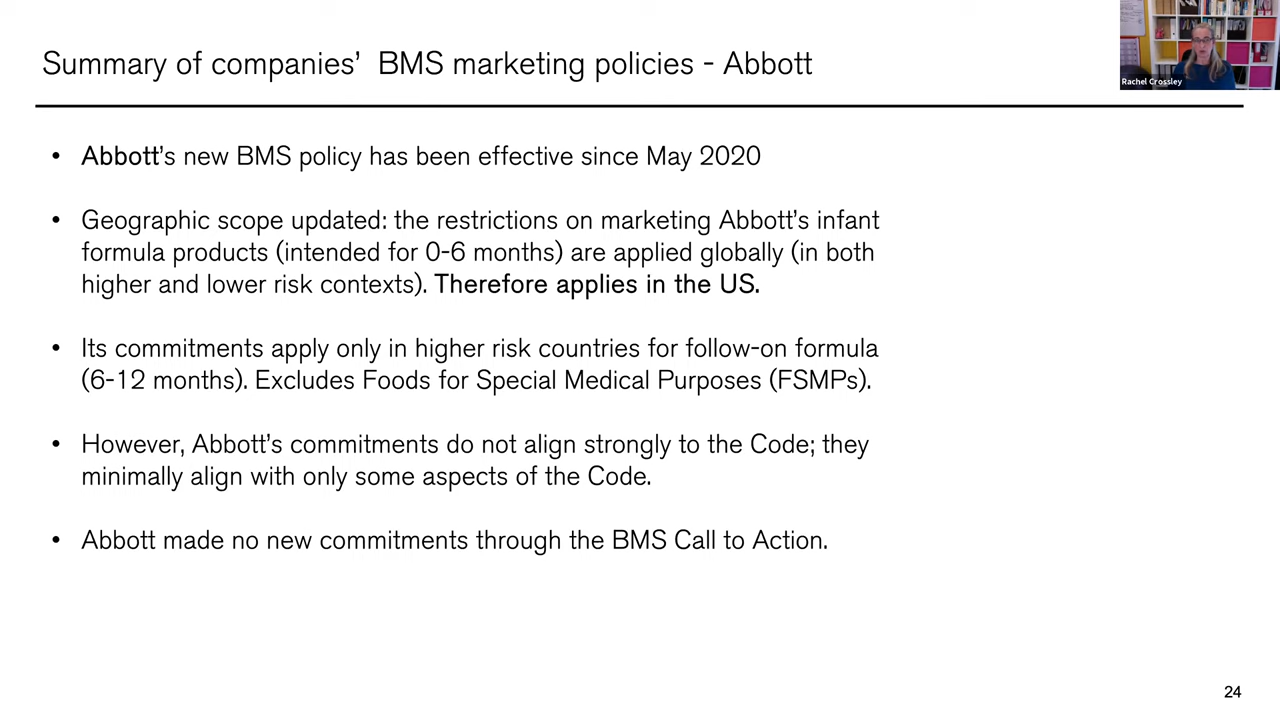 Summary of companies’ BMS marketing policies - Abbott
Rachel Crossley
• Abbott’s new BMS policy has been effective since May 2020
• Geographic scope updated: the restrictions on marketing Abbott’s infant
formula products (intended for 0-6 months) are applied globally (in both
higher and lower risk contexts). Therefore applies in the US.
• Its commitments apply only in higher risk countries for follow-on formula
(6-12 months). Excludes Foods for Special Medical Purposes (FSMPs).
• However, Abbott’s commitments do not align strongly to the Code; they
minimally align with only some aspects of the Code.
• Abbott made no new commitments through the BMS Call to Action.
24